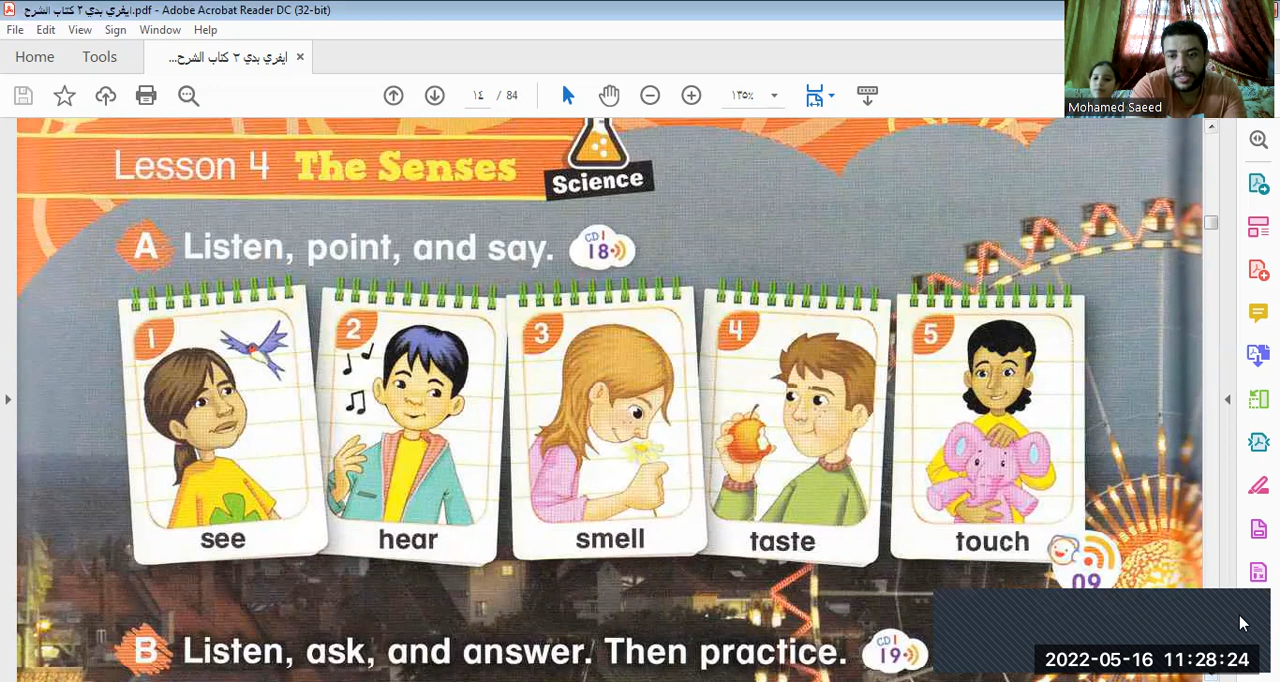 ايفري بدي ٣ كتاب الشرح.pdf - Adobe Acrobat Reader DC (32-bit)
File Edit View Sign Window Help
Home Tools ايفري بدي ٣ كتاب الشرح...
١٤ / 84 ١٣٥%
Mohamed Saeed
Lesson 4 The Senses
Science
A Listen, point, and say. CD1 18
1 2 3 4 5
see hear smell taste touch
09
B Listen, ask, and answer. Then practice. CD1 19
2022-05-16 11:28:24